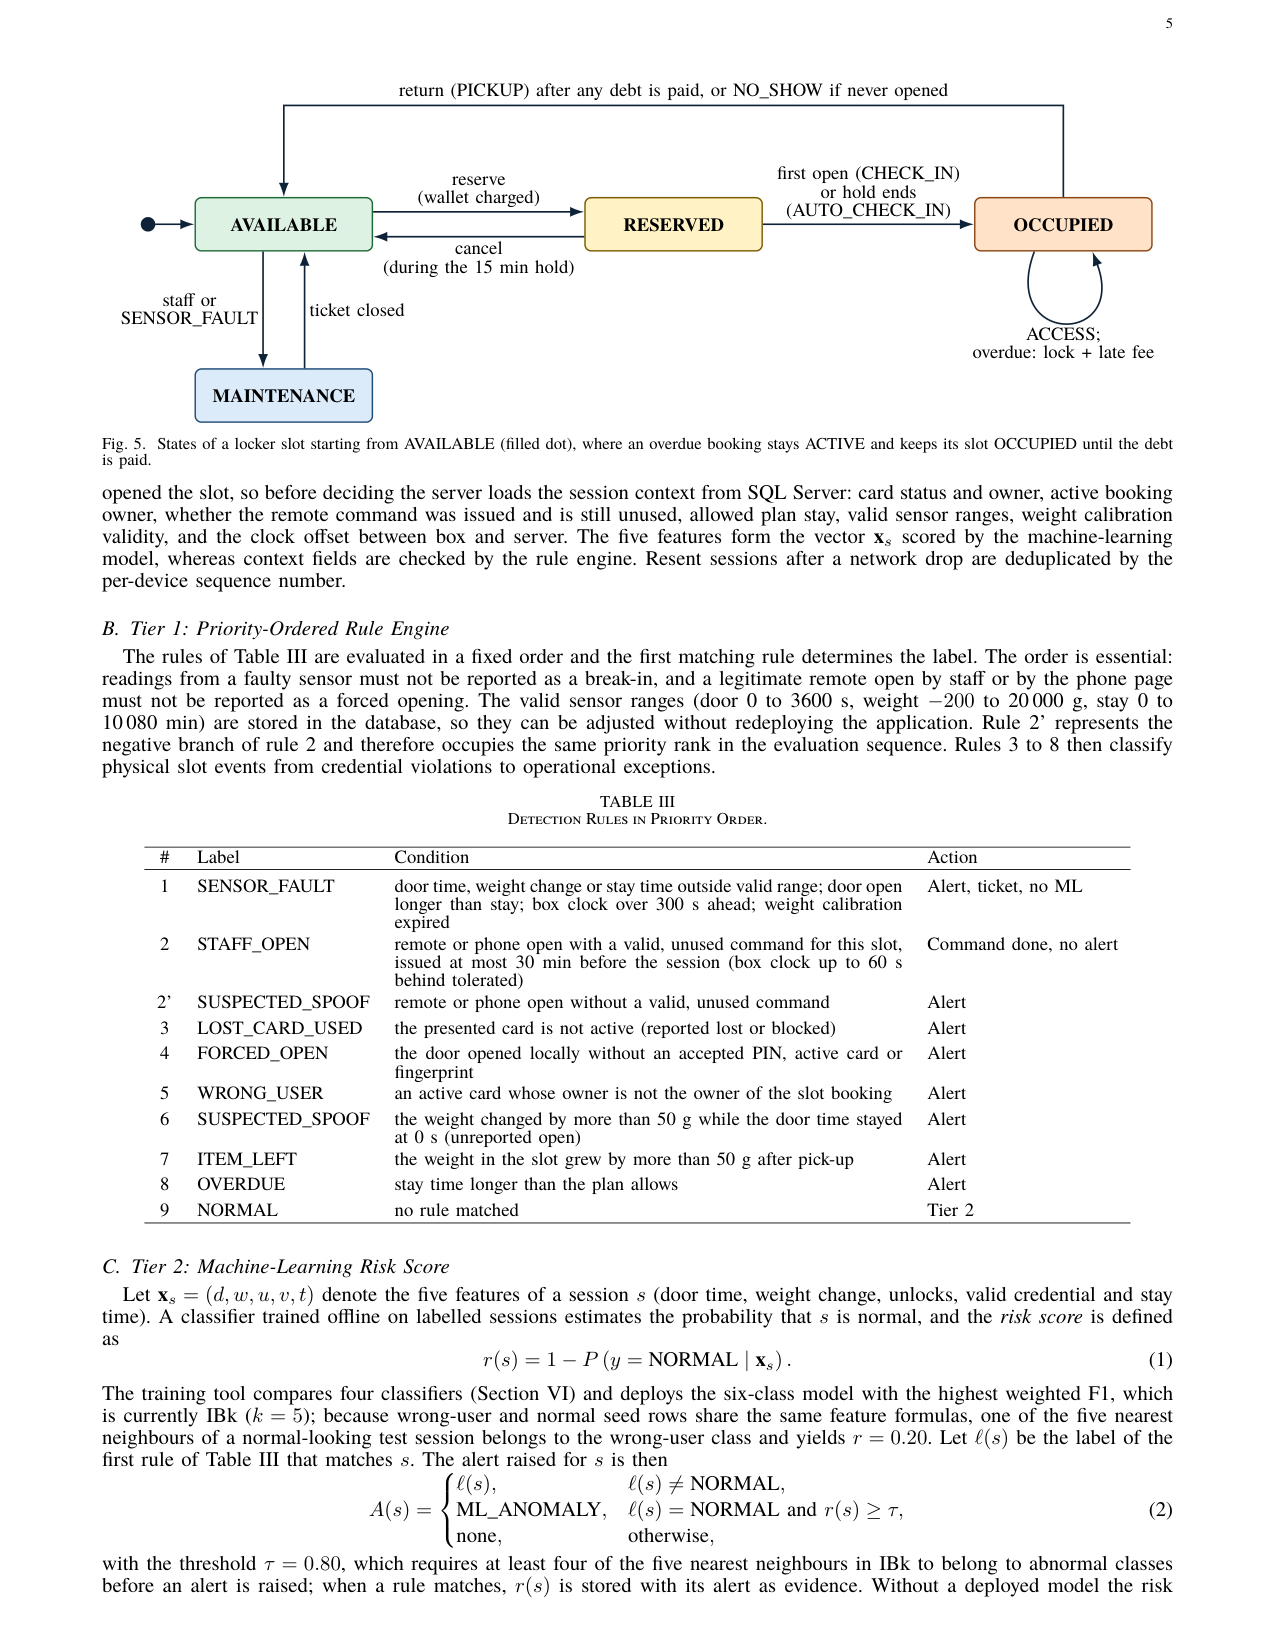 5
return (PICKUP) after any debt is paid, or NO_SHOW if never opened
reserve
(wallet charged)
first open (CHECK_IN)
or hold ends
(AUTO_CHECK_IN)
AVAILABLE
RESERVED
OCCUPIED
cancel
(during the 15 min hold)
staff or
SENSOR_FAULT
ticket closed
ACCESS;
overdue: lock + late fee
MAINTENANCE
Fig. 5. States of a locker slot starting from AVAILABLE (filled dot), where an overdue booking stays ACTIVE and keeps its slot OCCUPIED until the debt
is paid.
opened the slot, so before deciding the server loads the session context from SQL Server: card status and owner, active booking
owner, whether the remote command was issued and is still unused, allowed plan stay, valid sensor ranges, weight calibration
validity, and the clock offset between box and server. The five features form the vector x_s scored by the machine-learning
model, whereas context fields are checked by the rule engine. Resent sessions after a network drop are deduplicated by the
per-device sequence number.
B. Tier 1: Priority-Ordered Rule Engine
The rules of Table III are evaluated in a fixed order and the first matching rule determines the label. The order is essential:
readings from a faulty sensor must not be reported as a break-in, and a legitimate remote open by staff or by the phone page
must not be reported as a forced opening. The valid sensor ranges (door 0 to 3600 s, weight −200 to 20 000 g, stay 0 to
10 080 min) are stored in the database, so they can be adjusted without redeploying the application. Rule 2’ represents the
negative branch of rule 2 and therefore occupies the same priority rank in the evaluation sequence. Rules 3 to 8 then classify
physical slot events from credential violations to operational exceptions.
TABLE III
Detection Rules in Priority Order.
# Label Condition Action
1 SENSOR_FAULT door time, weight change or stay time outside valid range; door open Alert, ticket, no ML
longer than stay; box clock over 300 s ahead; weight calibration
expired
2 STAFF_OPEN remote or phone open with a valid, unused command for this slot, Command done, no alert
issued at most 30 min before the session (box clock up to 60 s
behind tolerated)
2’ SUSPECTED_SPOOF remote or phone open without a valid, unused command Alert
3 LOST_CARD_USED the presented card is not active (reported lost or blocked) Alert
4 FORCED_OPEN the door opened locally without an accepted PIN, active card or Alert
fingerprint
5 WRONG_USER an active card whose owner is not the owner of the slot booking Alert
6 SUSPECTED_SPOOF the weight changed by more than 50 g while the door time stayed Alert
at 0 s (unreported open)
7 ITEM_LEFT the weight in the slot grew by more than 50 g after pick-up Alert
8 OVERDUE stay time longer than the plan allows Alert
9 NORMAL no rule matched Tier 2
C. Tier 2: Machine-Learning Risk Score
Let x_s = (d, w, u, v, t) denote the five features of a session s (door time, weight change, unlocks, valid credential and stay
time). A classifier trained offline on labelled sessions estimates the probability that s is normal, and the risk score is defined
as
r(s) = 1 − P (y = NORMAL | x_s) . (1)
The training tool compares four classifiers (Section VI) and deploys the six-class model with the highest weighted F1, which
is currently IBk (k = 5); because wrong-user and normal seed rows share the same feature formulas, one of the five nearest
neighbours of a normal-looking test session belongs to the wrong-user class and yields r = 0.20. Let ℓ(s) be the label of the
first rule of Table III that matches s. The alert raised for s is then
ℓ(s), ℓ(s) ≠ NORMAL,
A(s) = { ML_ANOMALY, ℓ(s) = NORMAL and r(s) ≥ τ, (2)
none, otherwise,
with the threshold τ = 0.80, which requires at least four of the five nearest neighbours in IBk to belong to abnormal classes
before an alert is raised; when a rule matches, r(s) is stored with its alert as evidence. Without a deployed model the risk